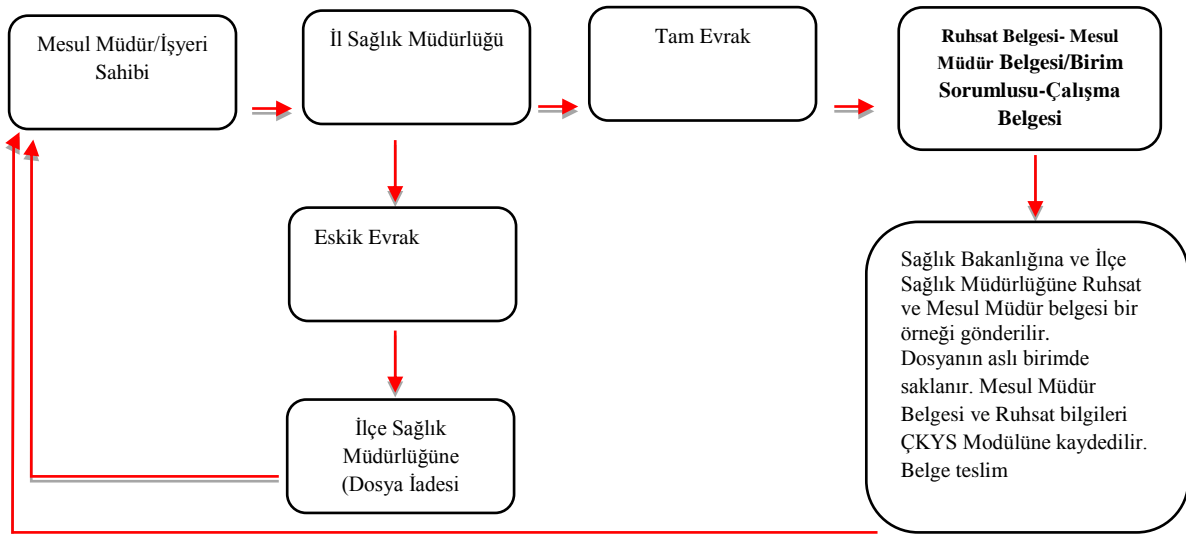 Mesul Müdür/İşyeri
Sahibi
İl Sağlık Müdürlüğü
Tam Evrak
Ruhsat Belgesi- Mesul
Müdür Belgesi/Birim
Sorumlusu-Çalışma
Belgesi
Eskik Evrak
İlçe Sağlık
Müdürlüğüne
(Dosya İadesi
Sağlık Bakanlığına ve İlçe
Sağlık Müdürlüğüne Ruhsat
ve Mesul Müdür belgesi bir
örneği gönderilir.
Dosyanın aslı birimde
saklanır. Mesul Müdür
Belgesi ve Ruhsat bilgileri
ÇKYS Modülüne kaydedilir.
Belge teslim